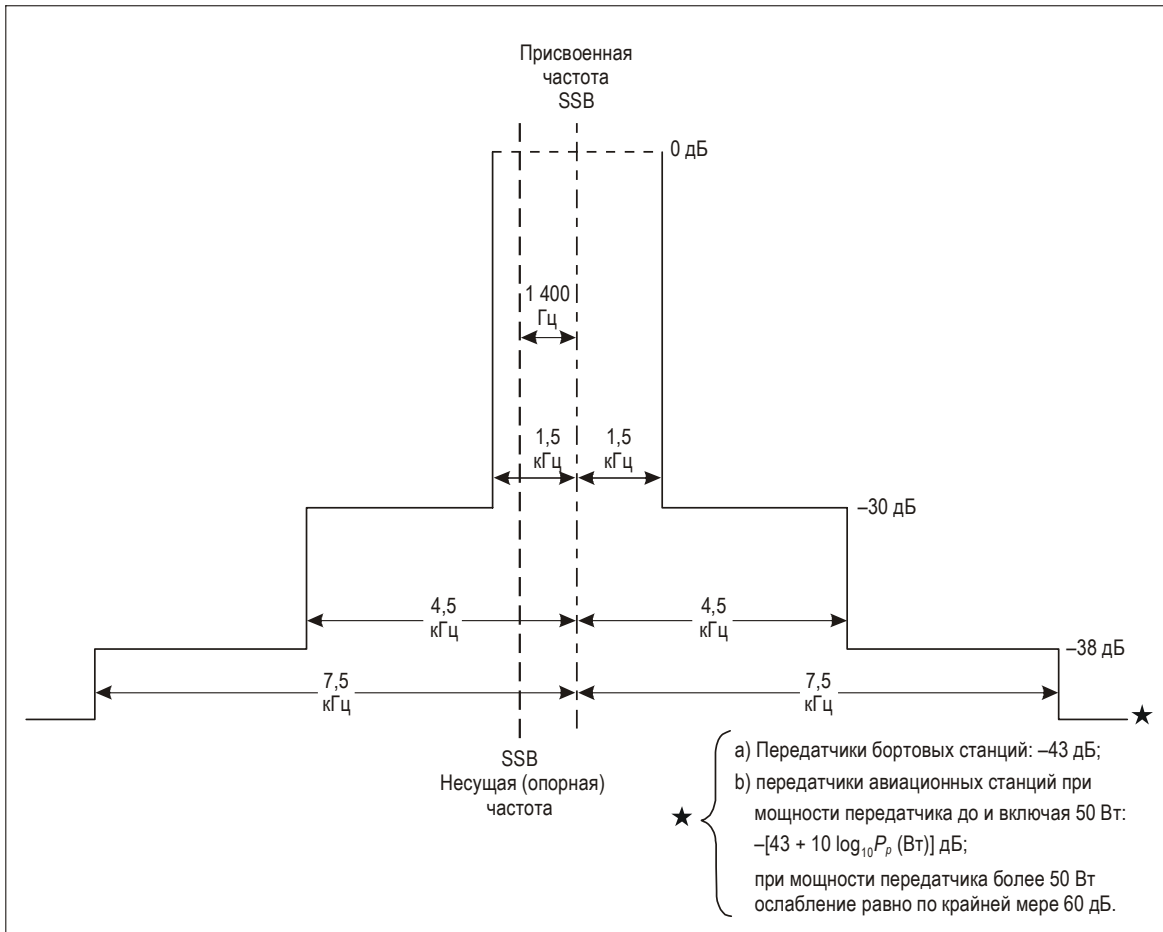 Присвоенная
частота
SSB
0 дБ
1 400
Гц
1,5
кГц
1,5
кГц
–30 дБ
4,5
кГц
4,5
кГц
–38 дБ
7,5
кГц
7,5
кГц
★
SSB
Несущая (опорная)
частота
★
a) Передатчики бортовых станций: –43 дБ;
b) передатчики авиационных станций при
мощности передатчика до и включая 50 Вт:
–[43 + 10 log₁₀Pₚ (Вт)] дБ;
при мощности передатчика более 50 Вт
ослабление равно по крайней мере 60 дБ.